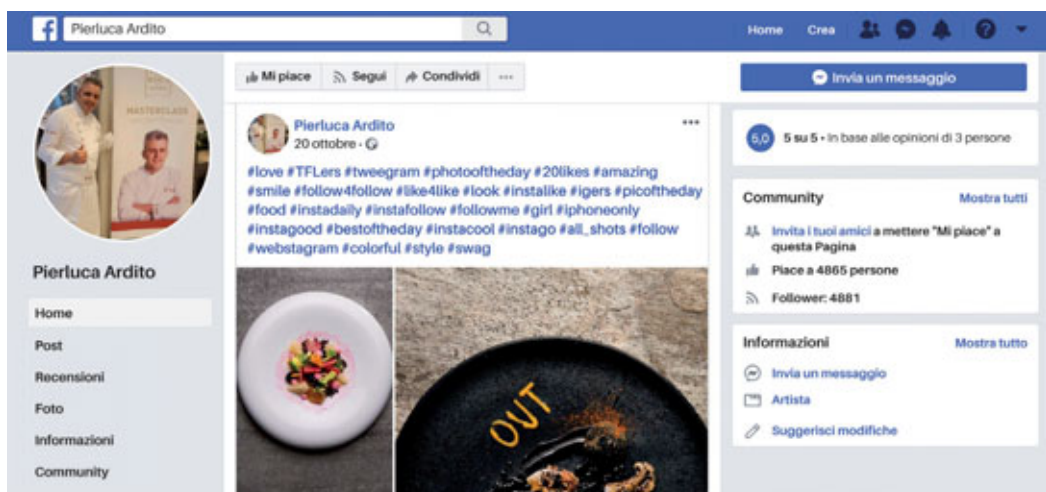 Pierluca Ardito
Home
Crea
MASTERCLASS
Pierluca Ardito
Home
Post
Recensioni
Foto
Informazioni
Community
Mi piace
Segui
Condividi
Pierluca Ardito
20 ottobre
#love #TFLers #tweegram #photooftheday #20likes #amazing
#smile #follow4follow #like4like #look #instalike #igers #picoftheday
#food #instadaily #instafollow #followme #girl #iphoneonly
#instagood #bestoftheday #instacool #instago #all_shots #follow
#webstagram #colorful #style #swag
OUT
Invia un messaggio
5,0
5 su 5 • In base alle opinioni di 3 persone
Community
Mostra tutti
Invita i tuoi amici a mettere "Mi piace" a
questa Pagina
Piace a 4865 persone
Follower: 4881
Informazioni
Mostra tutto
Invia un messaggio
Artista
Suggerisci modifiche